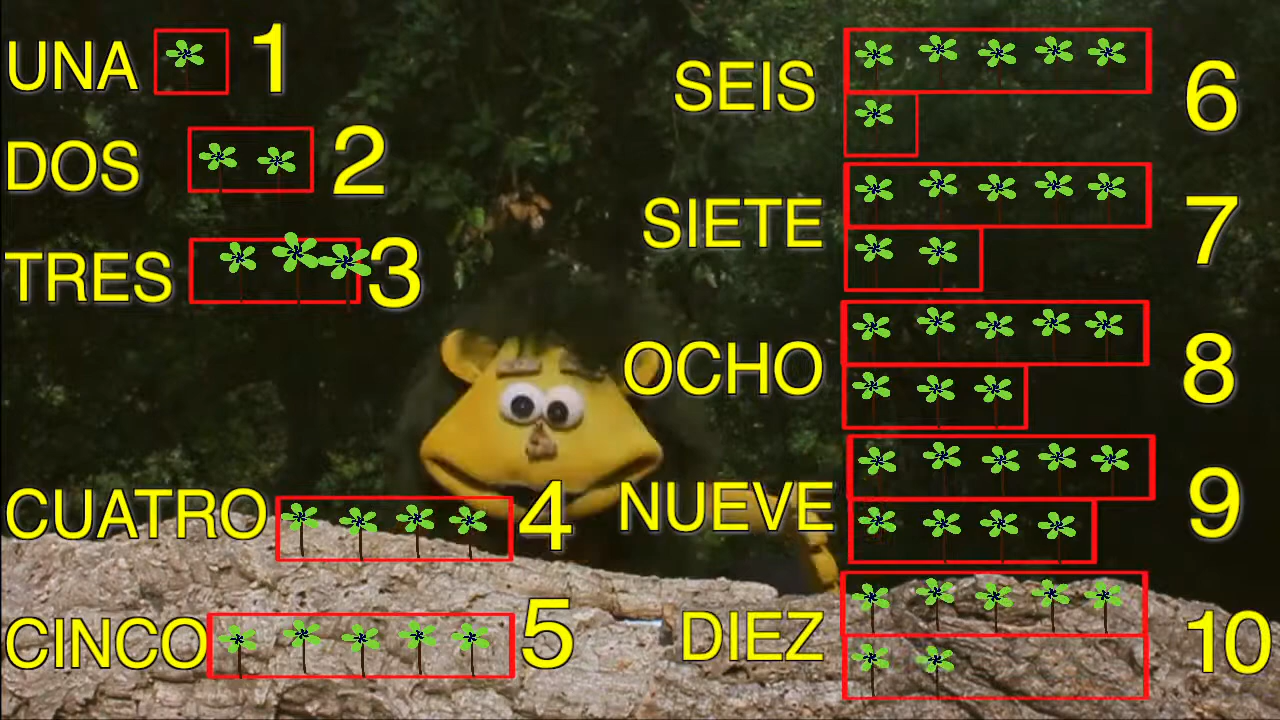 UNA 1
DOS 2
TRES 3
CUATRO 4
CINCO 5
SEIS 6
SIETE 7
OCHO 8
NUEVE 9
DIEZ 10